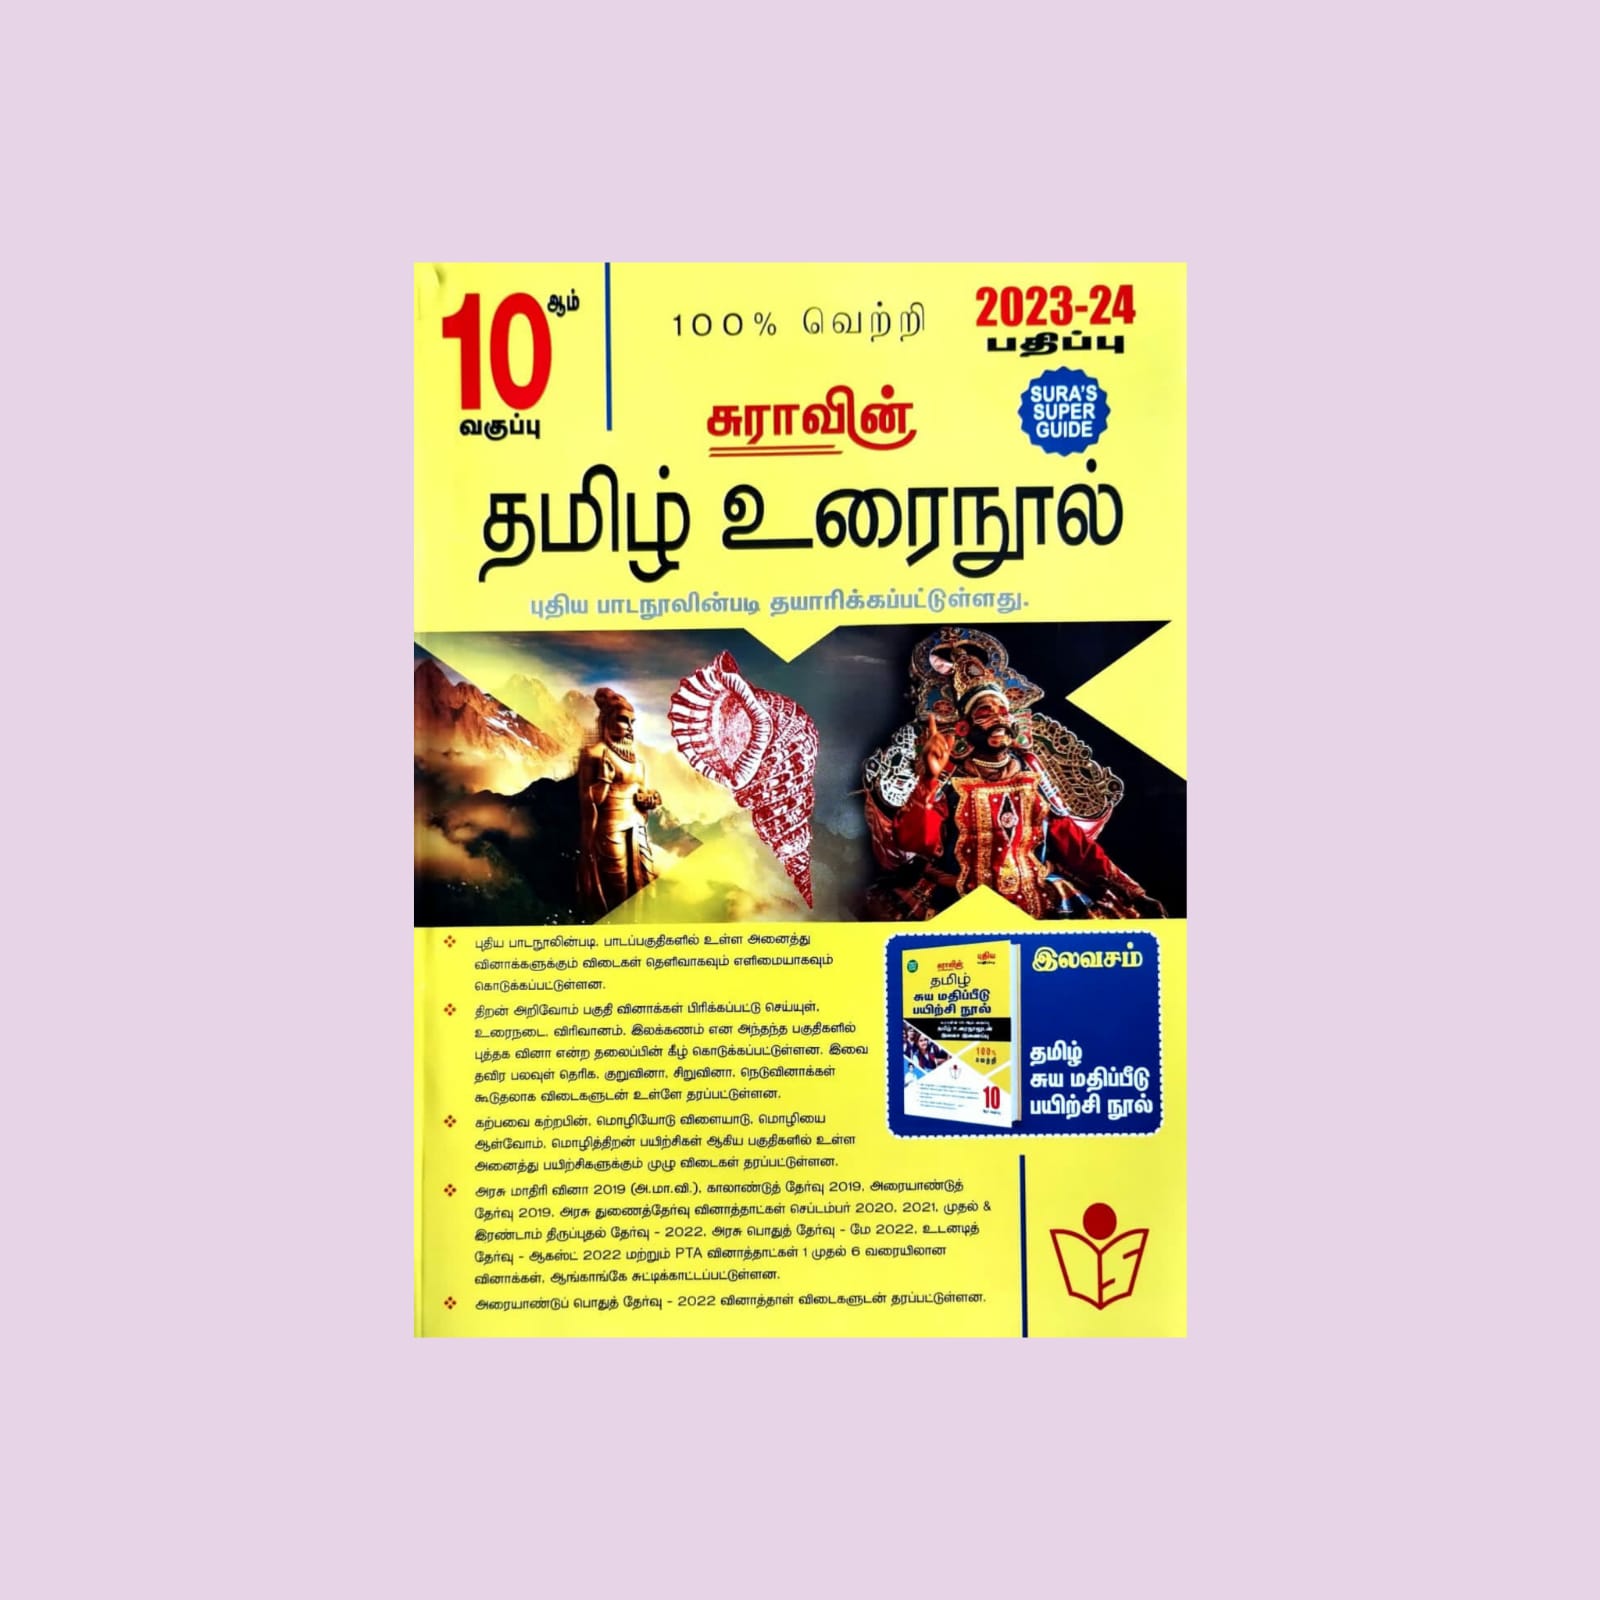 10 ஆம்
வகுப்பு
100% வெற்றி
2023-24
பதிப்பு
SURA'S
SUPER
GUIDE
சுராவின்
தமிழ் உரைநூல்
புதிய பாடநூலின்படி தயாரிக்கப்பட்டுள்ளது.
புதிய பாடநூலின்படி, பாடப்பகுதிகளில் உள்ள அனைத்து
வினாக்களுக்கும் விடைகள் தெளிவாகவும் எளிமையாகவும்
கொடுக்கப்பட்டுள்ளன.
திறன் அறிவோம் பகுதி வினாக்கள் பிரிக்கப்பட்டு செய்யுள்,
உரைநடை, விரிவானம், இலக்கணம் என அந்தந்த பகுதிகளில்
புத்தக வினா என்ற தலைப்பின் கீழ் கொடுக்கப்பட்டுள்ளன. இவை
தவிர பலவுள் தெரிக, குறுவினா, சிறுவினா, நெடுவினாக்கள்
கூடுதலாக விடைகளுடன் உள்ளே தரப்பட்டுள்ளன.
கற்பவை கற்றபின், மொழியோடு விளையாடு, மொழியை
ஆள்வோம், மொழித்திறன் பயிற்சிகள் ஆகிய பகுதிகளில் உள்ள
அனைத்து பயிற்சிகளுக்கும் முழு விடைகள் தரப்பட்டுள்ளன.
அரசு மாதிரி வினா 2019 (அ.மா.வி.), காலாண்டுத் தேர்வு 2019, அரையாண்டுத்
தேர்வு 2019, அரசு துணைத்தேர்வு வினாத்தாட்கள் செப்டம்பர் 2020, 2021, முதல் &
இரண்டாம் திருப்புதல் தேர்வு - 2022, அரசு பொதுத் தேர்வு - மே 2022, உடனடித்
தேர்வு - ஆகஸ்ட் 2022 மற்றும் PTA வினாத்தாட்கள் 1 முதல் 6 வரையிலான
வினாக்கள், ஆங்காங்கே சுட்டிக்காட்டப்பட்டுள்ளன.
அரையாண்டுப் பொதுத் தேர்வு - 2022 வினாத்தாள் விடைகளுடன் தரப்பட்டுள்ளன.
சுராவின்
புதிய
தமிழ்
சுய மதிப்பீடு
பயிற்சி நூல்
100%
வெற்றி
10
இலவசம்
தமிழ்
சுய மதிப்பீடு
பயிற்சி நூல்